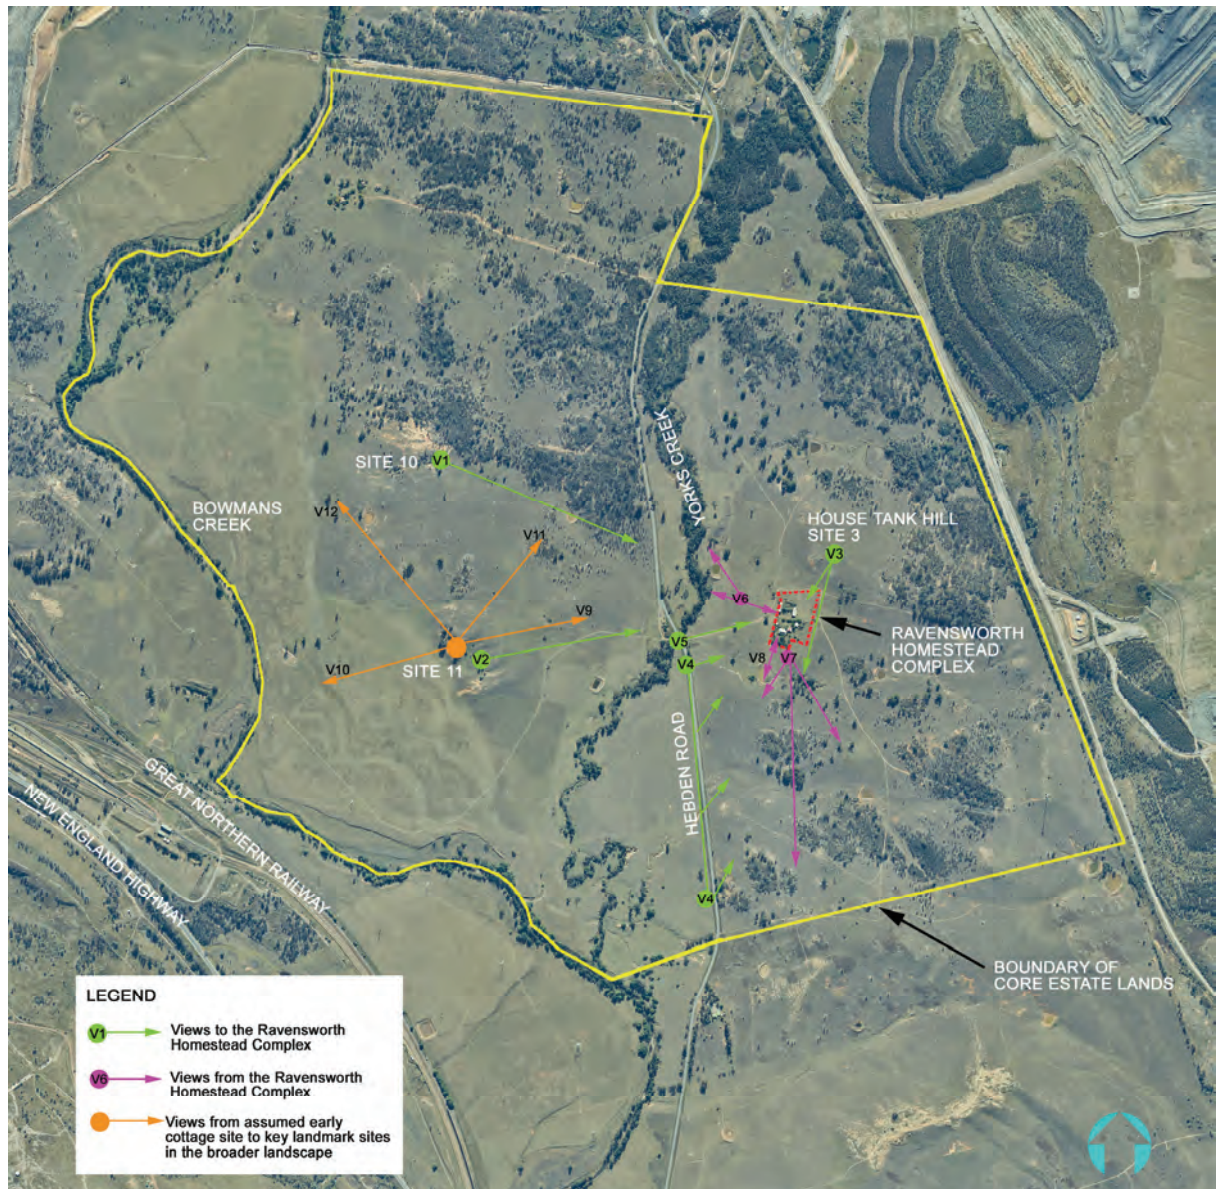 SITE 10
V1
BOWMANS
CREEK
V12
V11
YORKS CREEK
HOUSE TANK HILL
SITE 3
V3
V6
V9
RAVENSWORTH
HOMESTEAD
COMPLEX
V5
V4
V8
V7
V2
SITE 11
V10
HEBDEN ROAD
GREAT NORTHERN RAILWAY
NEW ENGLAND HIGHWAY
V4
BOUNDARY OF
CORE ESTATE LANDS
LEGEND
V1
Views to the Ravensworth
Homestead Complex
V6
Views from the Ravensworth
Homestead Complex
Views from assumed early
cottage site to key landmark sites
in the broader landscape